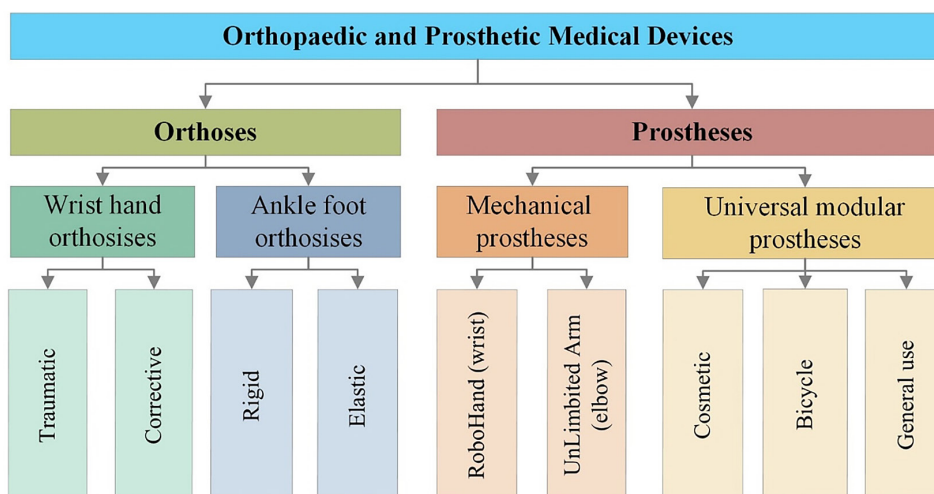 Orthopaedic and Prosthetic Medical Devices
Orthoses
Prostheses
Wrist hand
orthosises
Ankle foot
orthosises
Mechanical
prostheses
Universal modular
prostheses
Traumatic
Corrective
Rigid
Elastic
RoboHand (wrist)
UnLimbited Arm
(elbow)
Cosmetic
Bicycle
General use